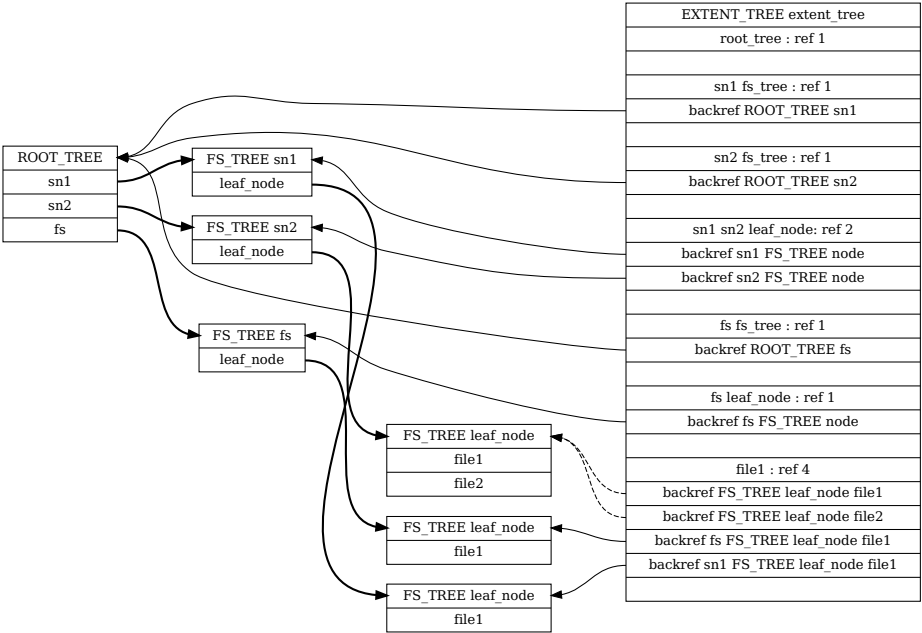 ROOT_TREE
sn1
sn2
fs
FS_TREE sn1
leaf_node
FS_TREE sn2
leaf_node
FS_TREE fs
leaf_node
FS_TREE leaf_node
file1
file2
FS_TREE leaf_node
file1
FS_TREE leaf_node
file1
EXTENT_TREE extent_tree
root_tree : ref 1
sn1 fs_tree : ref 1
backref ROOT_TREE sn1
sn2 fs_tree : ref 1
backref ROOT_TREE sn2
sn1 sn2 leaf_node: ref 2
backref sn1 FS_TREE node
backref sn2 FS_TREE node
fs fs_tree : ref 1
backref ROOT_TREE fs
fs leaf_node : ref 1
backref fs FS_TREE node
file1 : ref 4
backref FS_TREE leaf_node file1
backref FS_TREE leaf_node file2
backref fs FS_TREE leaf_node file1
backref sn1 FS_TREE leaf_node file1